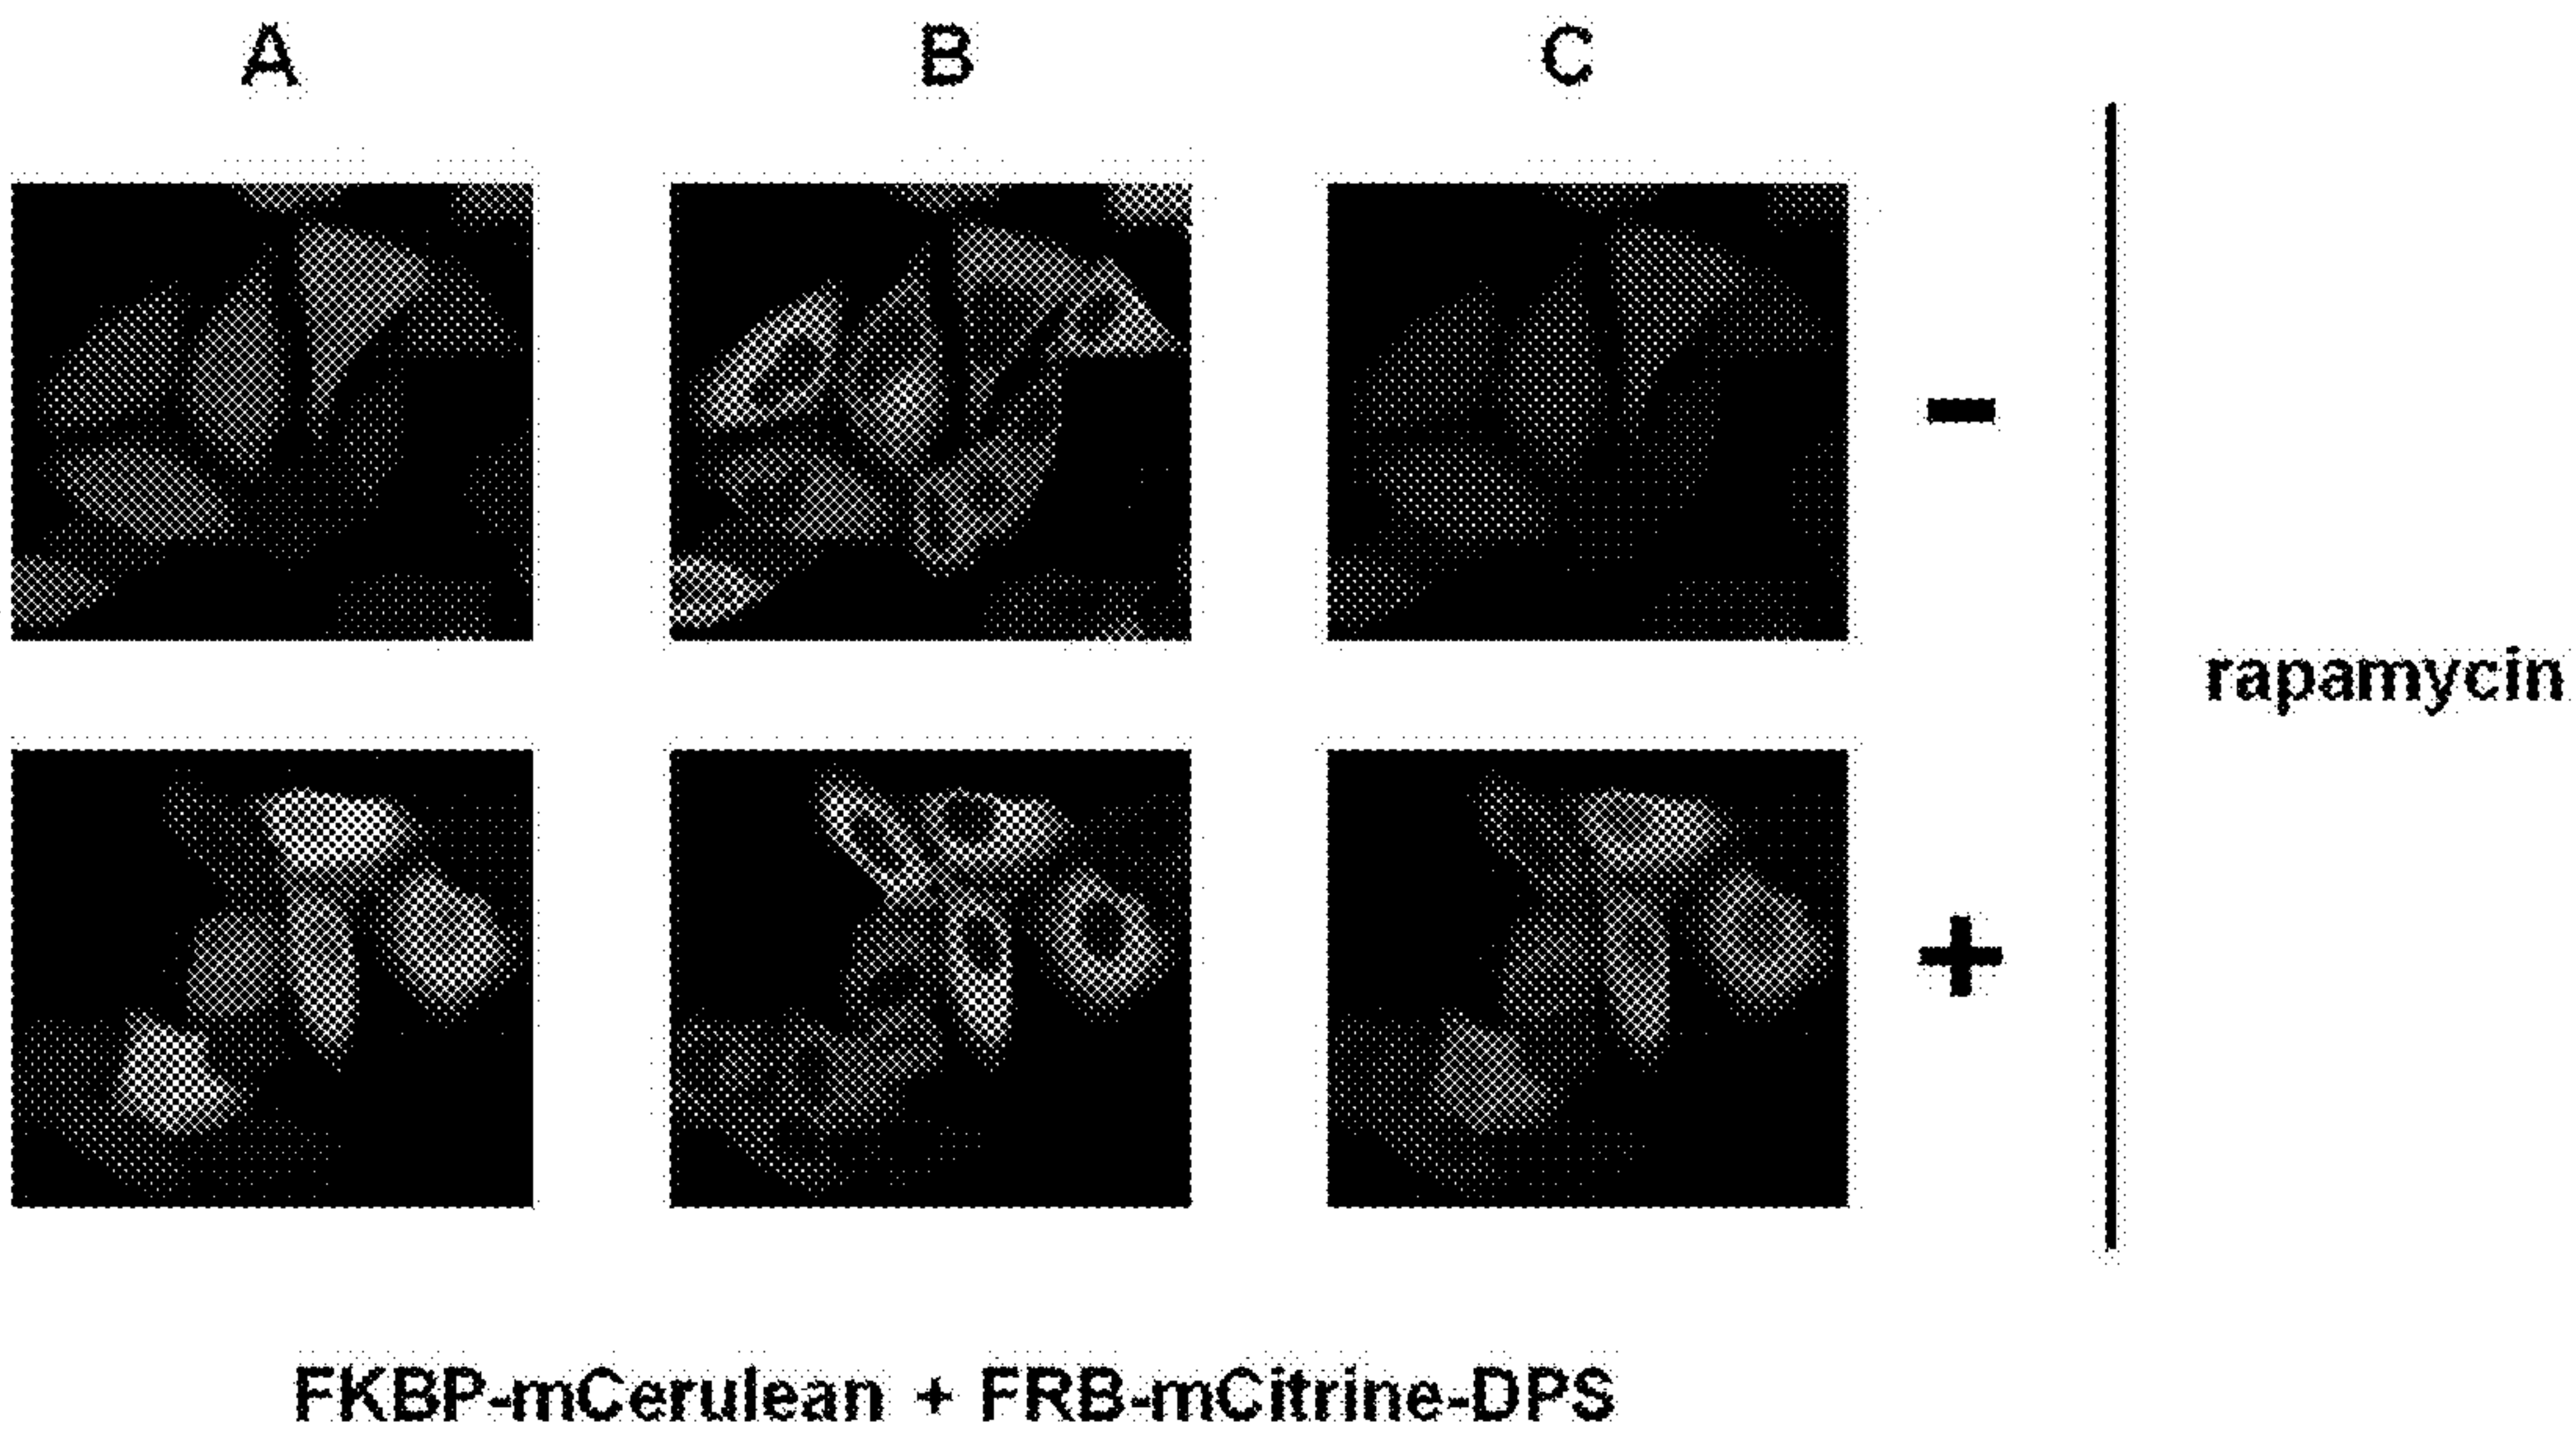 A B C
−
rapamycin
+
FKBP-mCerulean + FRB-mCitrine-DPS